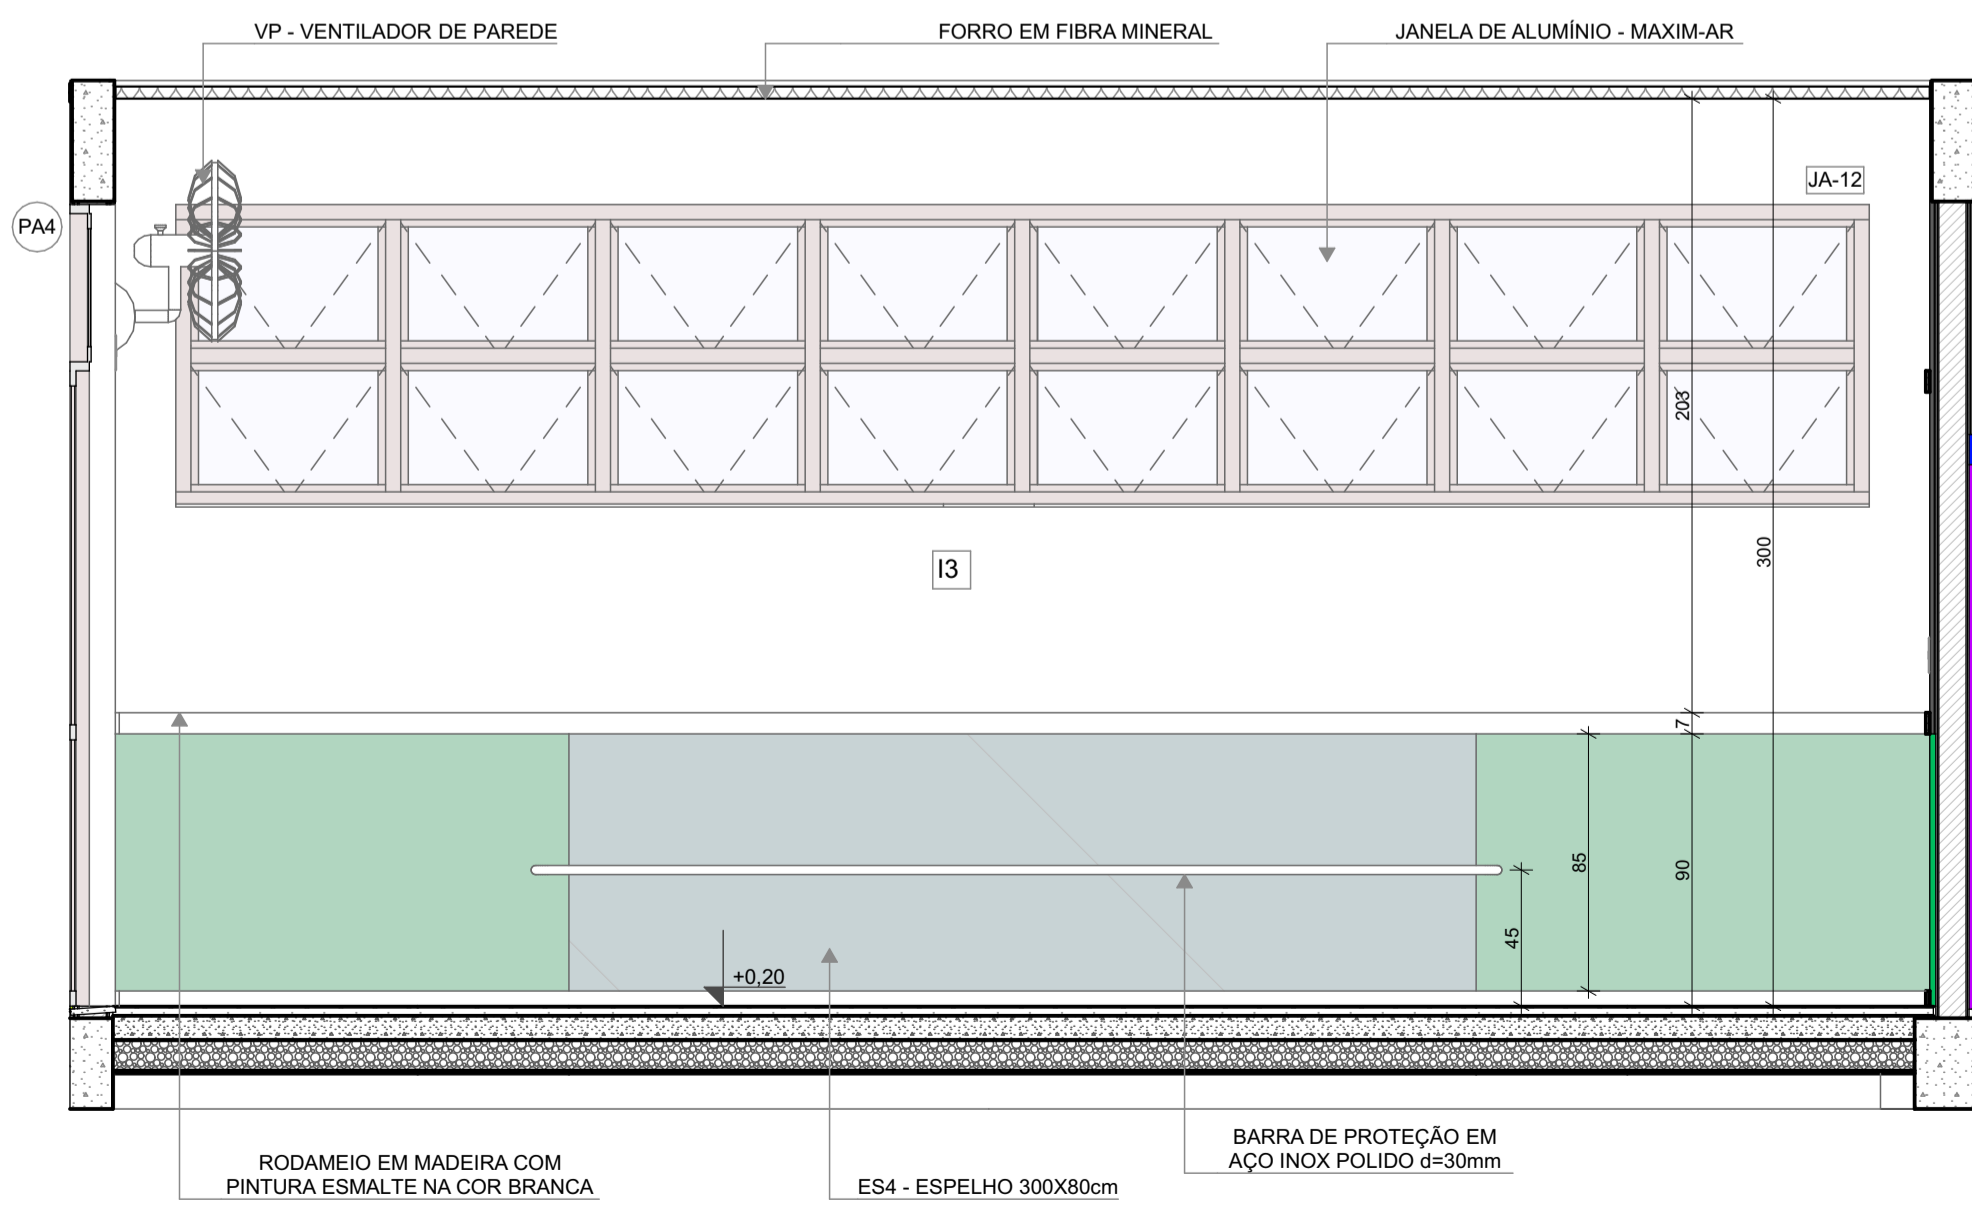 VP - VENTILADOR DE PAREDE
FORRO EM FIBRA MINERAL
JANELA DE ALUMÍNIO - MAXIM-AR
JA-12
PA4
203
300
I3
7
85
90
45
+0,20
BARRA DE PROTEÇÃO EM
AÇO INOX POLIDO d=30mm
RODAMEIO EM MADEIRA COM
PINTURA ESMALTE NA COR BRANCA
ES4 - ESPELHO 300X80cm